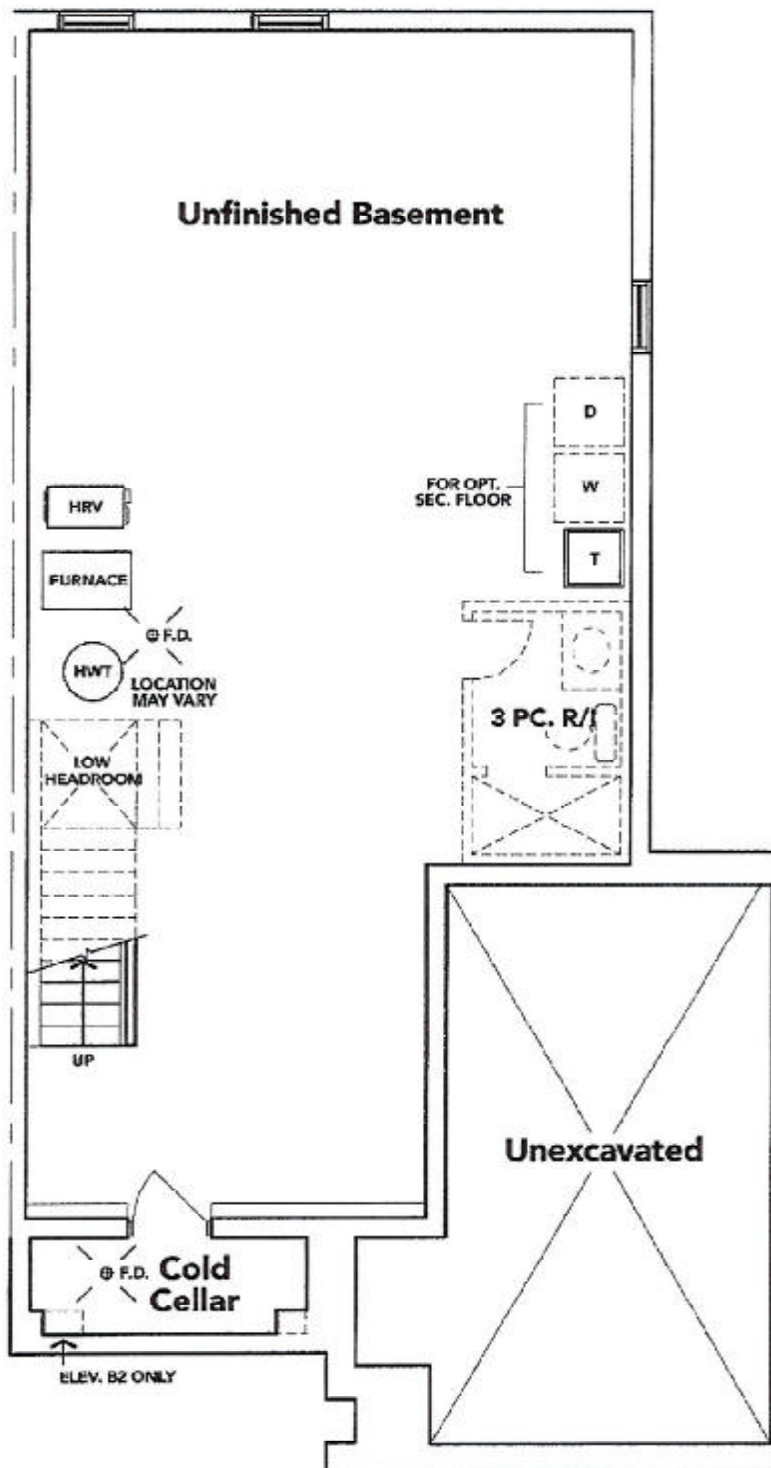 Unfinished Basement
D
FOR OPT.
SEC. FLOOR
W
HRV
T
FURNACE
F.D.
HWT
LOCATION
MAY VARY
3 PC. R/I
LOW
HEADROOM
UP
Unexcavated
F.D.
Cold
Cellar
ELEV. B2 ONLY